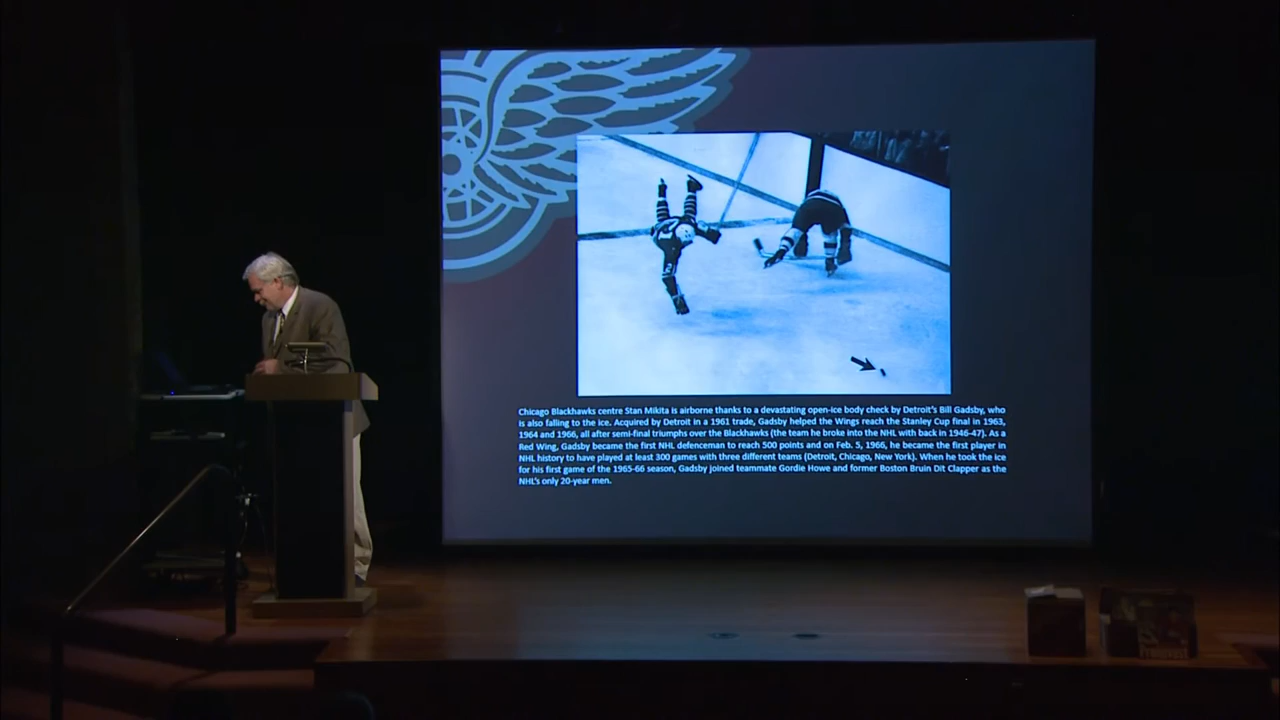 Chicago Blackhawks centre Stan Mikita is airborne thanks to a devastating open-ice body check by Detroit's Bill Gadsby, who
is also falling to the ice. Acquired by Detroit in a 1961 trade, Gadsby helped the Wings reach the Stanley Cup final in 1963,
1964 and 1966, all after semi-final triumphs over the Blackhawks (the team he broke into the NHL with back in 1946-47). As a
Red Wing, Gadsby became the first NHL defenceman to reach 500 points and on Feb. 5, 1966, he became the first player in
NHL history to have played at least 300 games with three different teams (Detroit, Chicago, New York). When he took the ice
for his first game of the 1965-66 season, Gadsby joined teammate Gordie Howe and former Boston Bruin Dit Clapper as the
NHL's only 20-year men.